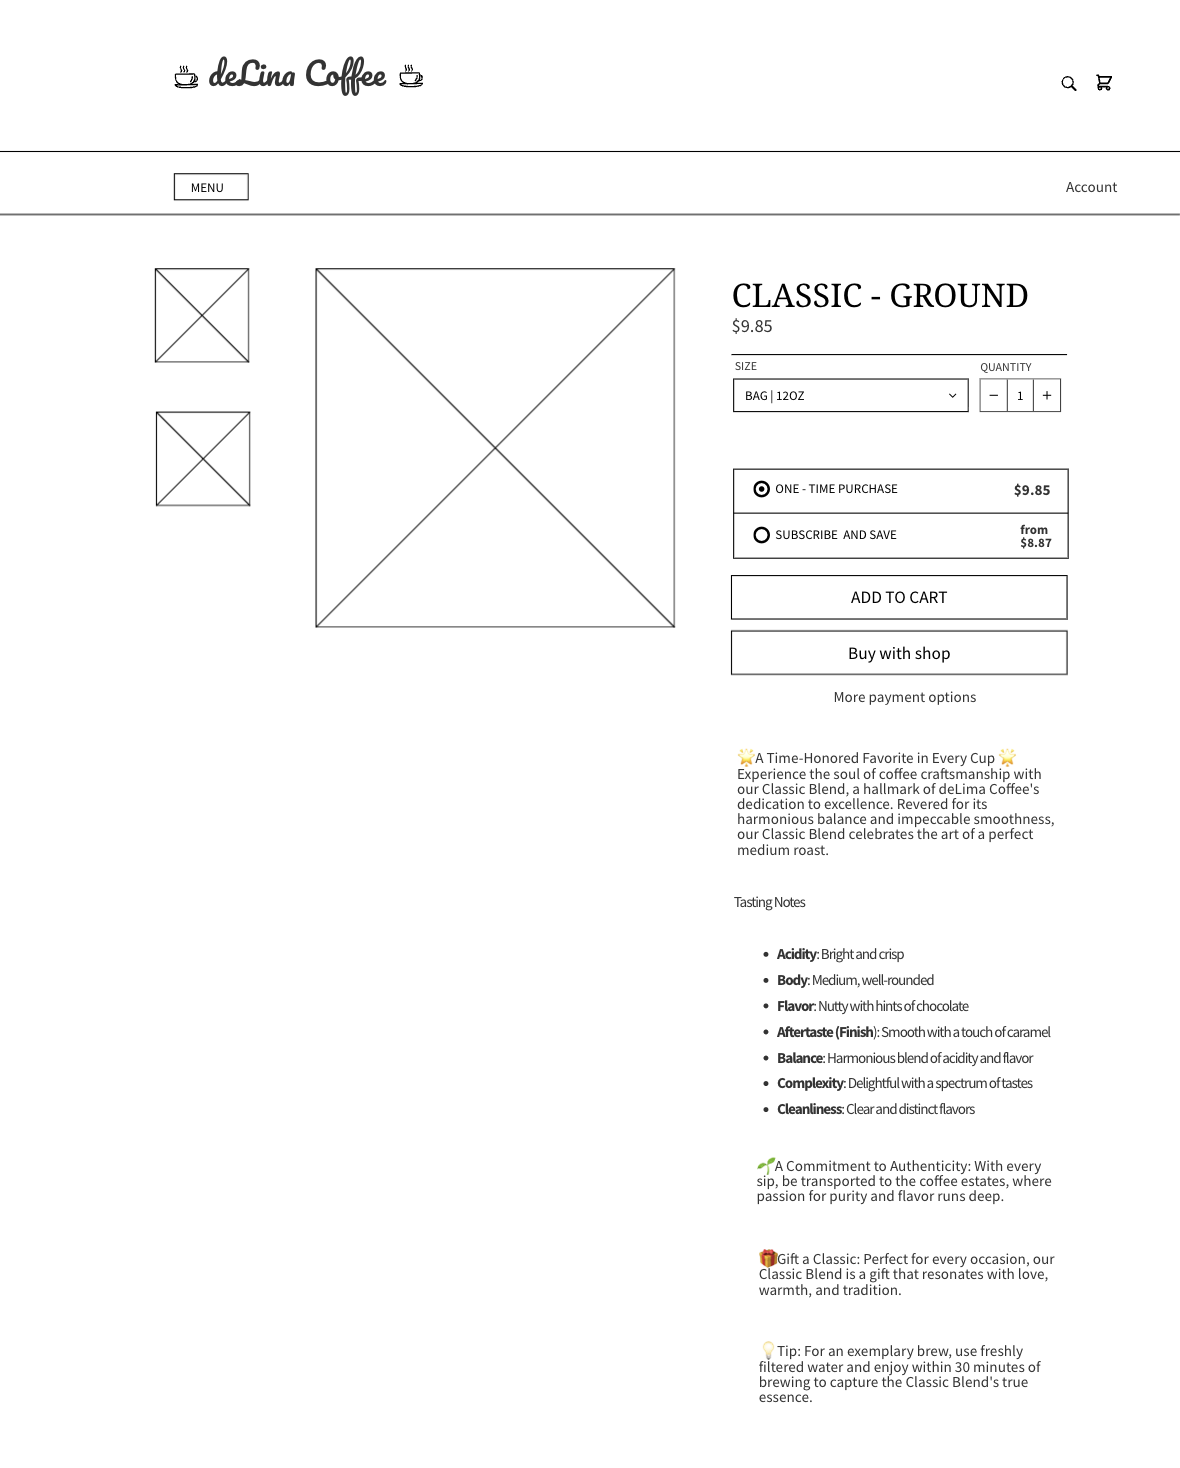 deLina Coffee
MENU
Account
CLASSIC - GROUND
$9.85
SIZE
QUANTITY
BAG | 12OZ
− 1 +
ONE - TIME PURCHASE
$9.85
SUBSCRIBE  AND SAVE
from
$8.87
ADD TO CART
Buy with shop
More payment options
🌟A Time-Honored Favorite in Every Cup 🌟
Experience the soul of coffee craftsmanship with
our Classic Blend, a hallmark of deLima Coffee's
dedication to excellence. Revered for its
harmonious balance and impeccable smoothness,
our Classic Blend celebrates the art of a perfect
medium roast.
Tasting Notes
• Acidity: Bright and crisp
• Body: Medium, well-rounded
• Flavor: Nutty with hints of chocolate
• Aftertaste (Finish): Smooth with a touch of caramel
• Balance: Harmonious blend of acidity and flavor
• Complexity: Delightful with a spectrum of tastes
• Cleanliness: Clear and distinct flavors
🌱A Commitment to Authenticity: With every
sip, be transported to the coffee estates, where
passion for purity and flavor runs deep.
🎁Gift a Classic: Perfect for every occasion, our
Classic Blend is a gift that resonates with love,
warmth, and tradition.
💡Tip: For an exemplary brew, use freshly
filtered water and enjoy within 30 minutes of
brewing to capture the Classic Blend's true
essence.